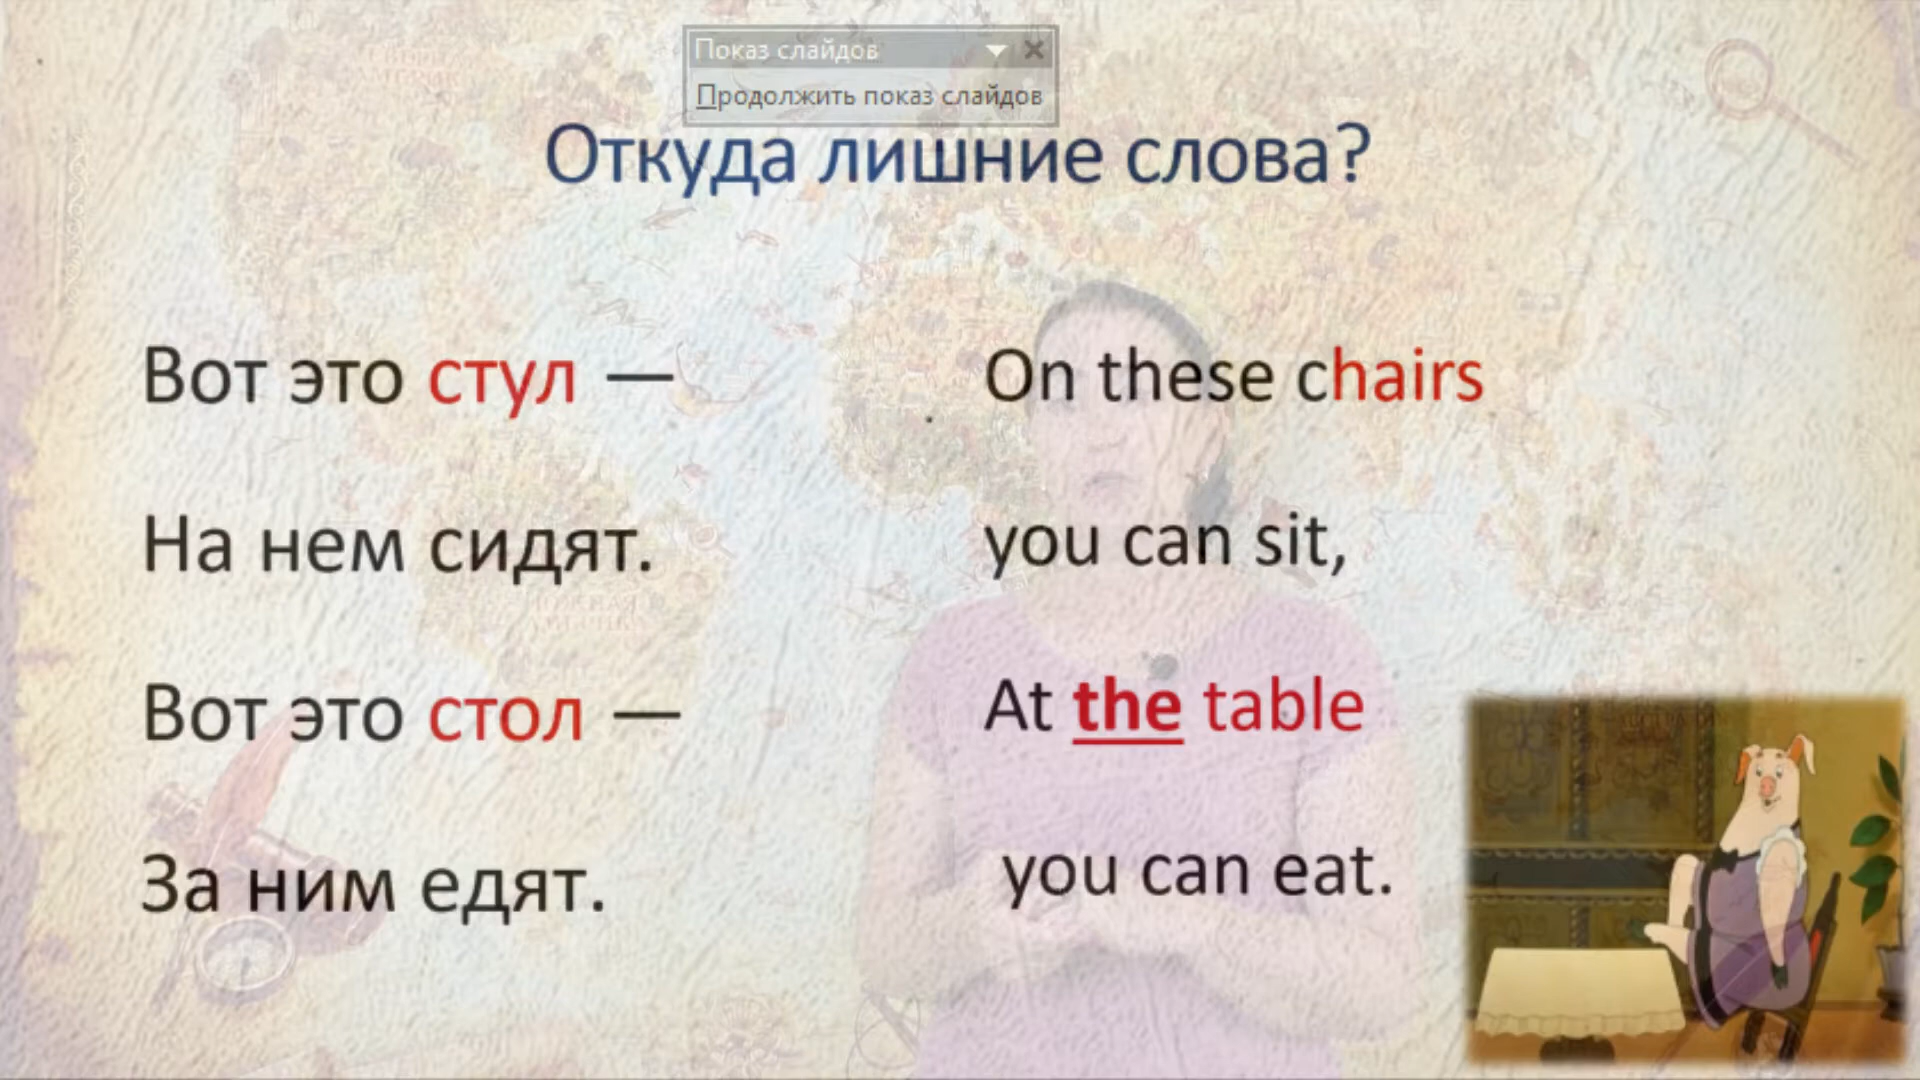 Показ слайдов
Продолжить показ слайдов
Откуда лишние слова?
Вот это стул —
На нем сидят.
Вот это стол —
За ним едят.
On these chairs
you can sit,
At the table
you can eat.